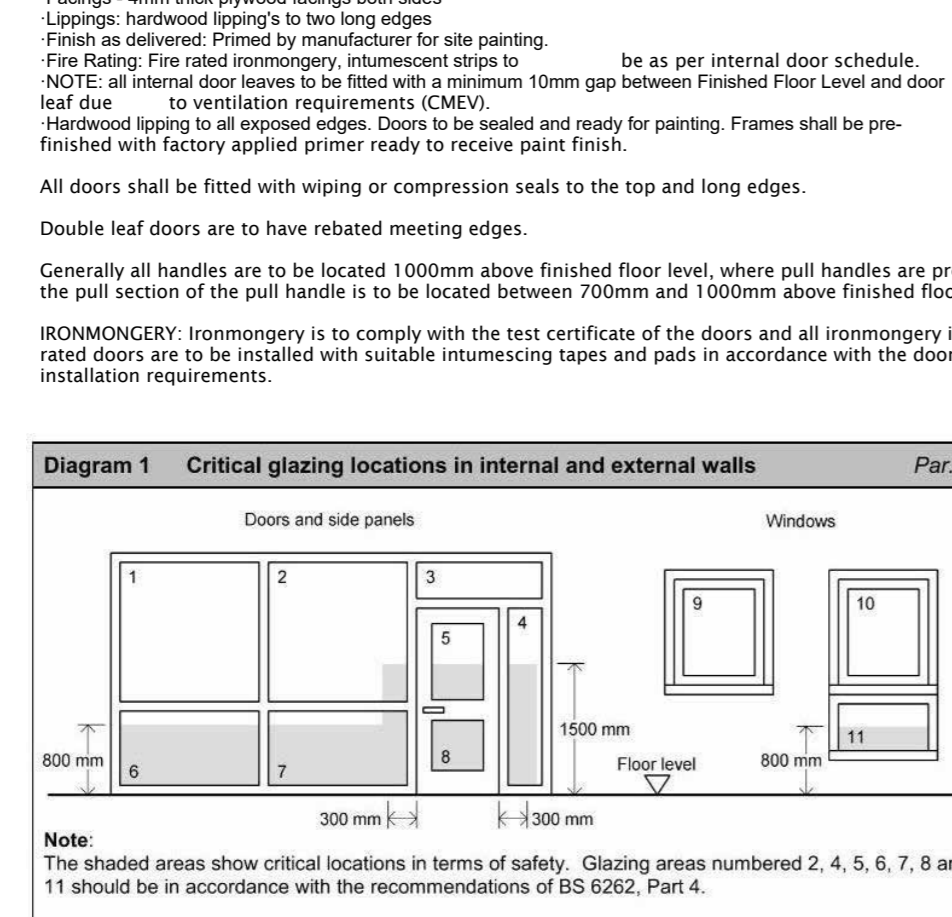 ·Facings - 4mm thick plywood facings both sides
·Lippings: hardwood lipping's to two long edges
·Finish as delivered: Primed by manufacturer for site painting.
·Fire Rating: Fire rated ironmongery, intumescent strips to be as per internal door schedule.
·NOTE: all internal door leaves to be fitted with a minimum 10mm gap between Finished Floor Level and door
leaf due to ventilation requirements (CMEV).
·Hardwood lipping to all exposed edges. Doors to be sealed and ready for painting. Frames shall be pre-
finished with factory applied primer ready to receive paint finish.
All doors shall be fitted with wiping or compression seals to the top and long edges.
Double leaf doors are to have rebated meeting edges.
Generally all handles are to be located 1000mm above finished floor level, where pull handles are
the pull section of the pull handle is to be located between 700mm and 1000mm above finished
IRONMONGERY: Ironmongery is to comply with the test certificate of the doors and all ironmongery
rated doors are to be installed with suitable intumescing tapes and pads in accordance with the
installation requirements.
Diagram 1 Critical glazing locations in internal and external walls Par.
Doors and side panels
Windows
1
2
3
4
5
6
7
8
9
10
11
800 mm
1500 mm
Floor level
800 mm
300 mm
300 mm
Note:
The shaded areas show critical locations in terms of safety. Glazing areas numbered 2, 4, 5, 6, 7, 8
11 should be in accordance with the recommendations of BS 6262, Part 4.